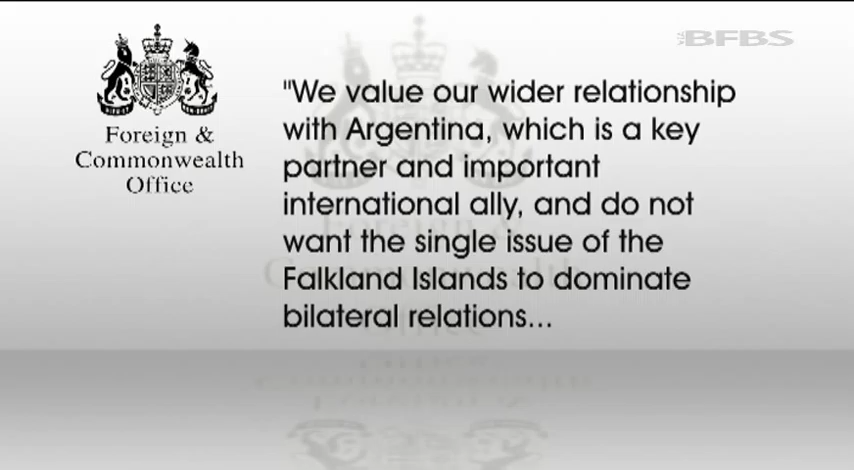 BFBS
Foreign &
Commonwealth
Office
"We value our wider relationship
with Argentina, which is a key
partner and important
international ally, and do not
want the single issue of the
Falkland Islands to dominate
bilateral relations...